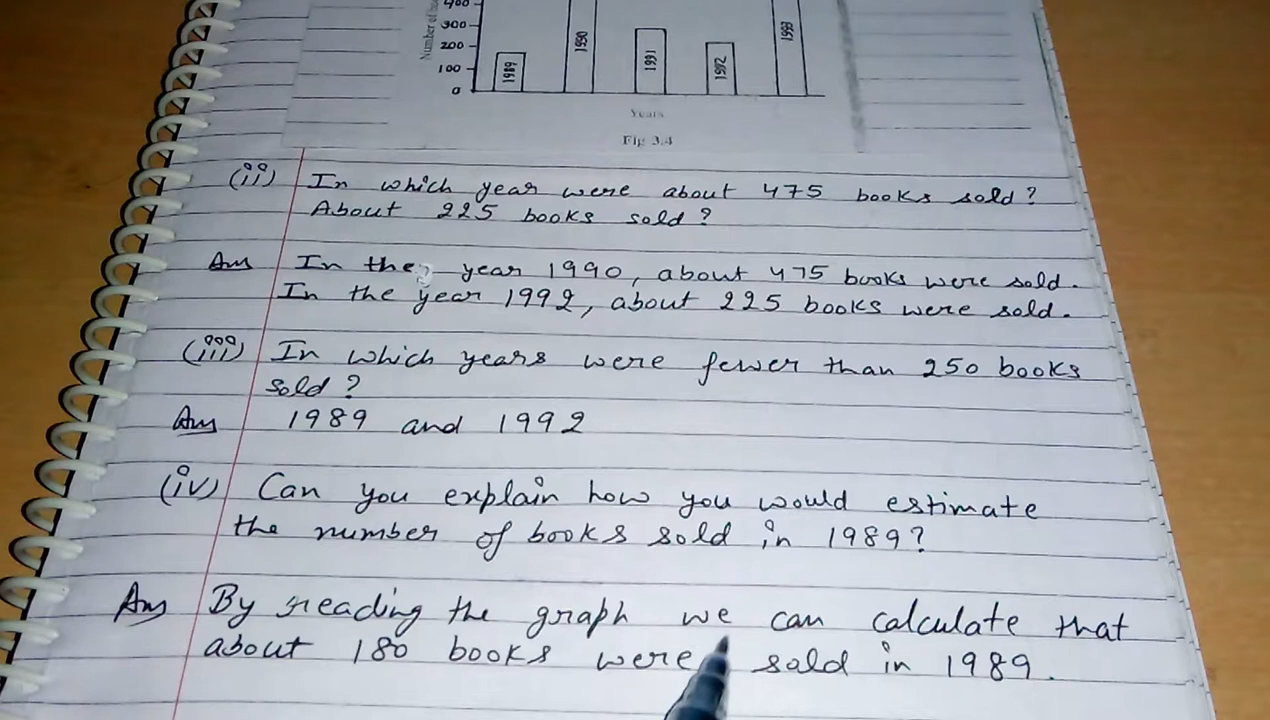 400
300
200
100
0
Number of
1989
1990
1991
1992
1993
Years
Fig 3.4
(ii) In which year were about 475 books sold?
About 225 books sold?
Ans In the year 1990, about 475 books were sold.
In the year 1992, about 225 books were sold.
(iii) In which years were fewer than 250 books
sold?
Ans 1989 and 1992
(iv) Can you explain how you would estimate
the number of books sold in 1989?
Ans By reading the graph we can calculate that
about 180 books were sold in 1989.